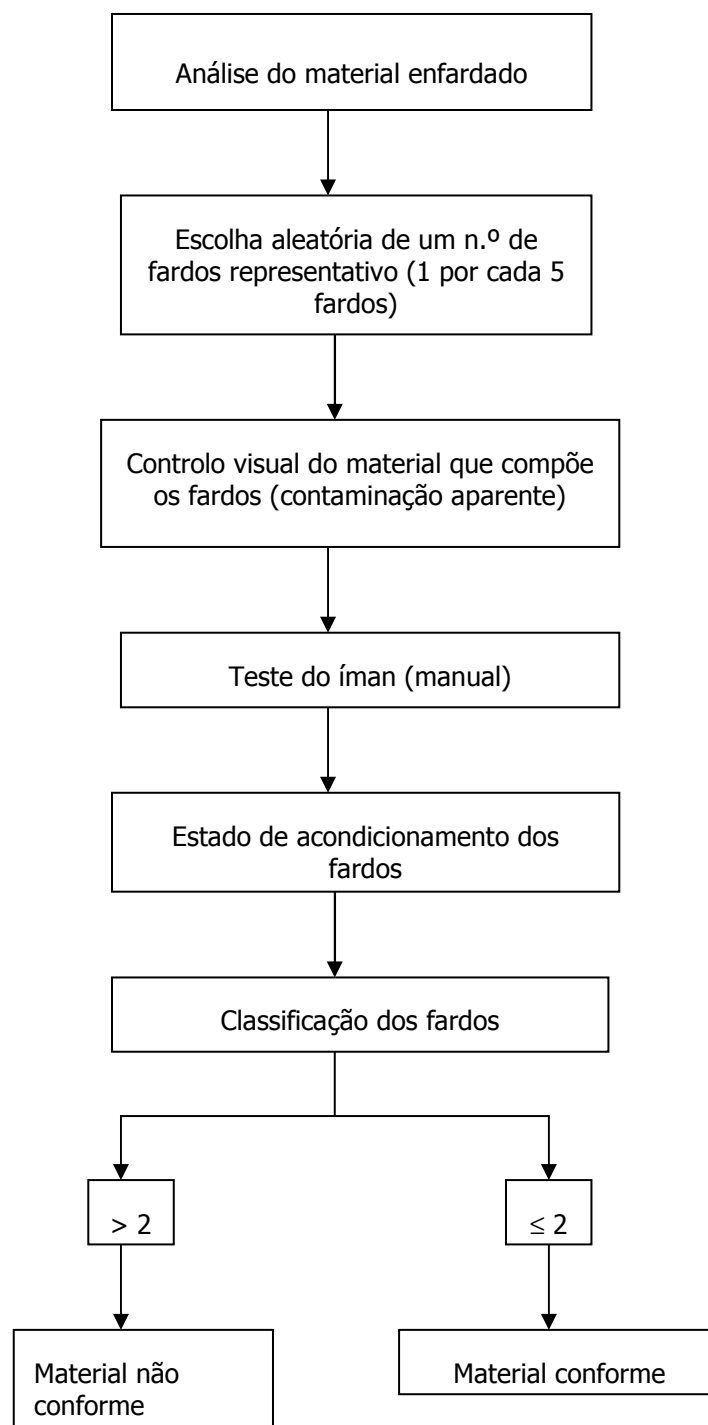 Análise do material enfardado
Escolha aleatória de um n.º de
fardos representativo (1 por cada 5
fardos)
Controlo visual do material que compõe
os fardos (contaminação aparente)
Teste do íman (manual)
Estado de acondicionamento dos
fardos
Classificação dos fardos
> 2
≤ 2
Material não
conforme
Material conforme